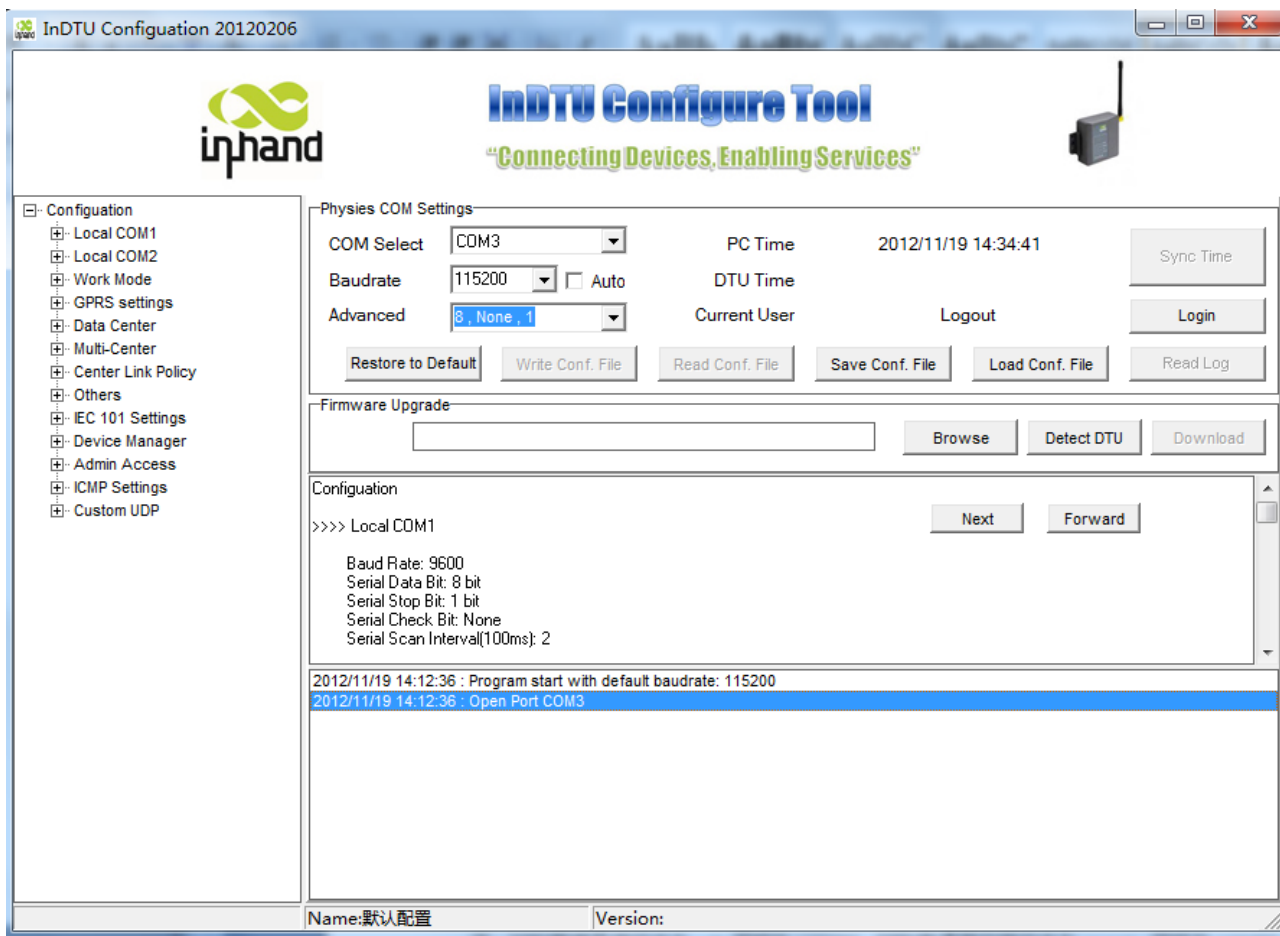 InDTU Configuation 20120206
inhand
InDTU Configure Tool
"Connecting Devices, Enabling Services"
inhand
Configuation
Local COM1
Local COM2
Work Mode
GPRS settings
Data Center
Multi-Center
Center Link Policy
Others
IEC 101 Settings
Device Manager
Admin Access
ICMP Settings
Custom UDP
Physies COM Settings
COM Select COM3 PC Time 2012/11/19 14:34:41 Sync Time
Baudrate 115200 Auto DTU Time
Advanced 8 , None , 1 Current User Logout Login
Restore to Default Write Conf. File Read Conf. File Save Conf. File Load Conf. File Read Log
Firmware Upgrade
Browse Detect DTU Download
Configuation
Next Forward
>>>> Local COM1
Baud Rate: 9600
Serial Data Bit: 8 bit
Serial Stop Bit: 1 bit
Serial Check Bit: None
Serial Scan Interval(100ms): 2
2012/11/19 14:12:36 : Program start with default baudrate: 115200
2012/11/19 14:12:36 : Open Port COM3
Name:默认配置 Version: